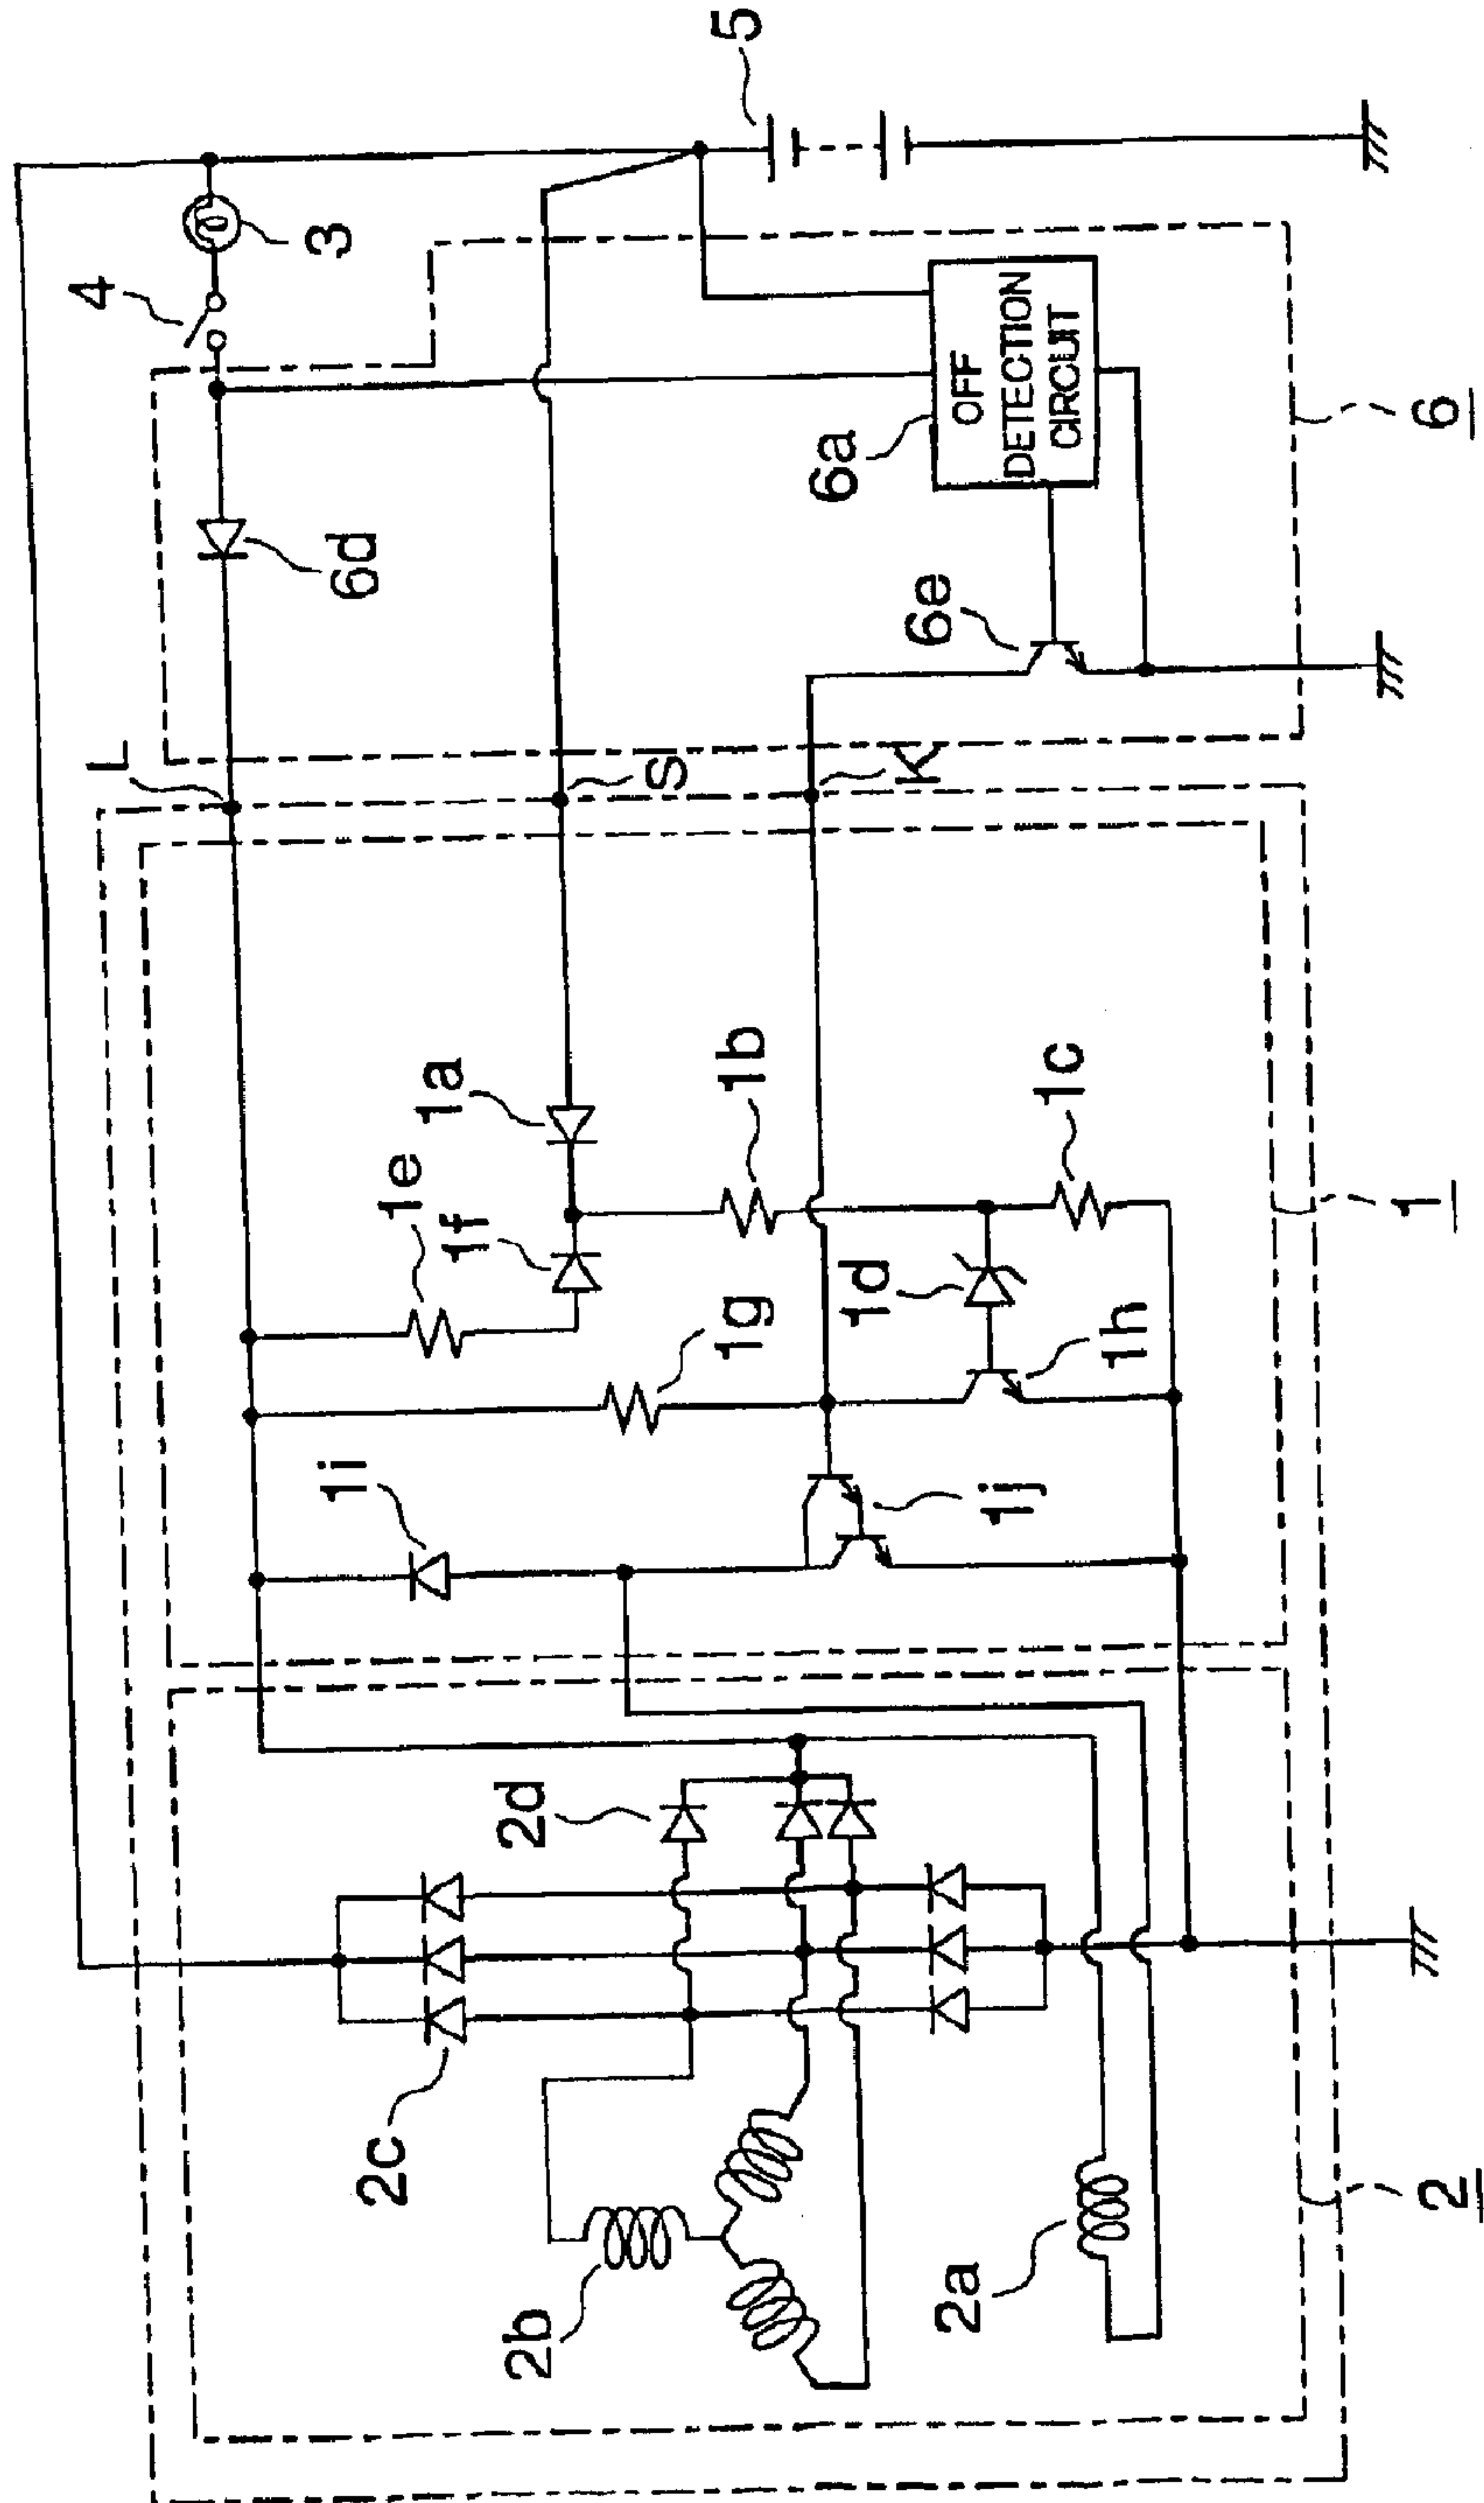 2b
2c
2d
1i
1g
1e
1f
1a
L
6d
4
3
5
S
1b
1j
1d
1h
1c
K
6e
6a
OFF
DETECTION
CIRCUIT
2a
2
1
6